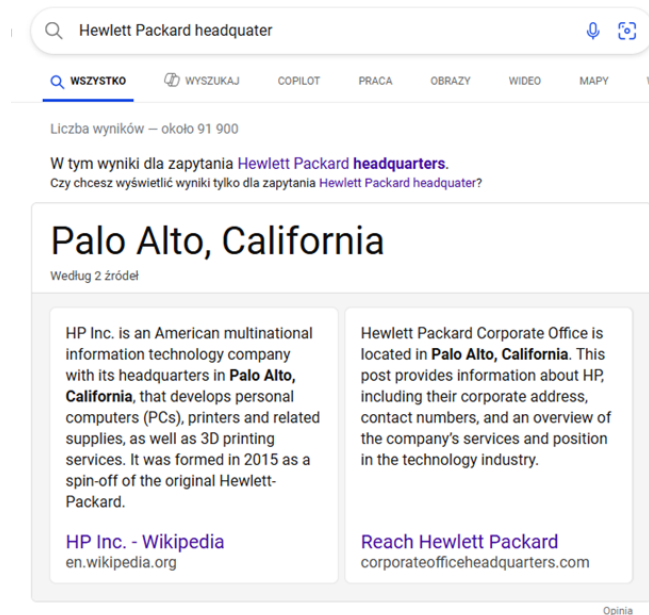 Hewlett Packard headquater
WSZYSTKO WYSZUKAJ COPILOT PRACA OBRAZY WIDEO MAPY
Liczba wyników — około 91 900
W tym wyniki dla zapytania Hewlett Packard headquarters.
Czy chcesz wyświetlić wyniki tylko dla zapytania Hewlett Packard headquater?
Palo Alto, California
Według 2 źródeł
HP Inc. is an American multinational
information technology company
with its headquarters in Palo Alto,
California, that develops personal
computers (PCs), printers and related
supplies, as well as 3D printing
services. It was formed in 2015 as a
spin-off of the original Hewlett-
Packard.
HP Inc. - Wikipedia
en.wikipedia.org
Hewlett Packard Corporate Office is
located in Palo Alto, California. This
post provides information about HP,
including their corporate address,
contact numbers, and an overview of
the company's services and position
in the technology industry.
Reach Hewlett Packard
corporateofficeheadquarters.com
Opinia